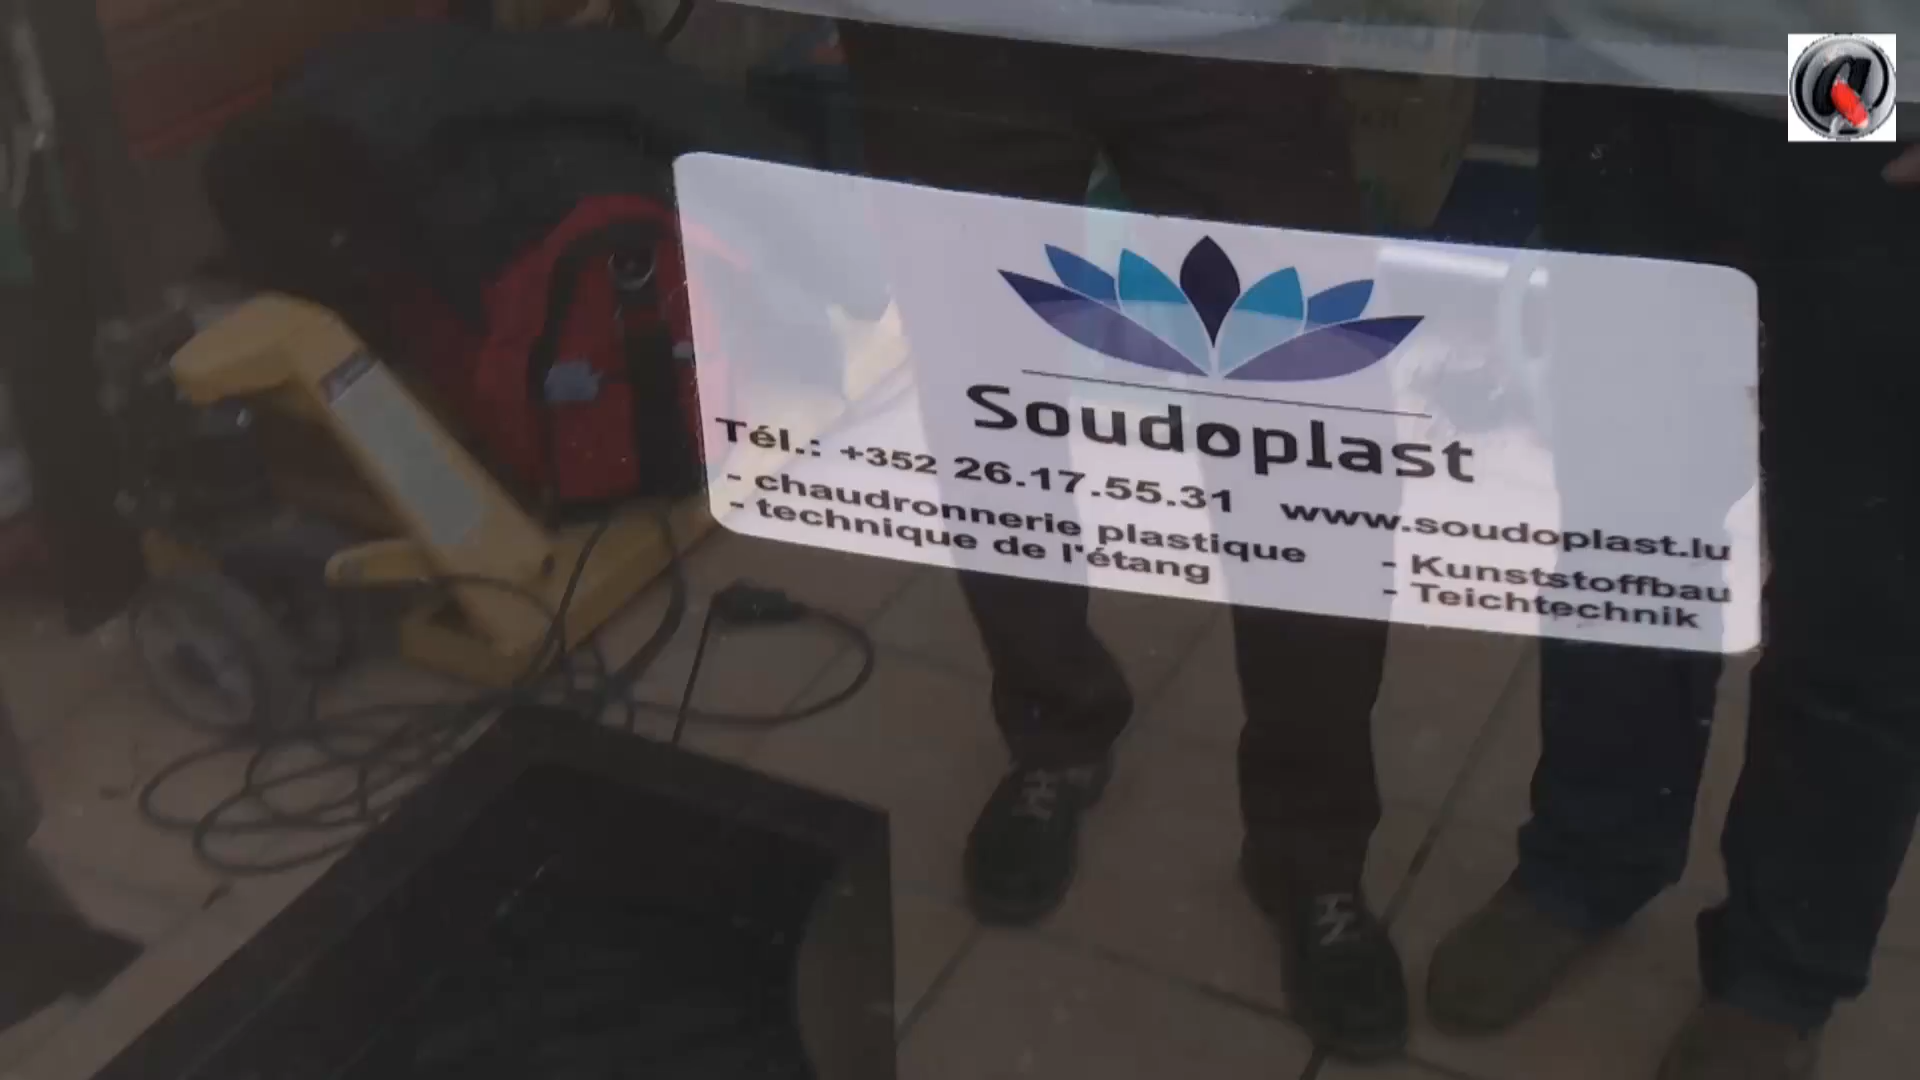 Soudoplast
Tél.: +352 26.17.55.31 www.soudoplast.lu
- chaudronnerie plastique - Kunststoffbau
- technique de l'étang - Teichtechnik